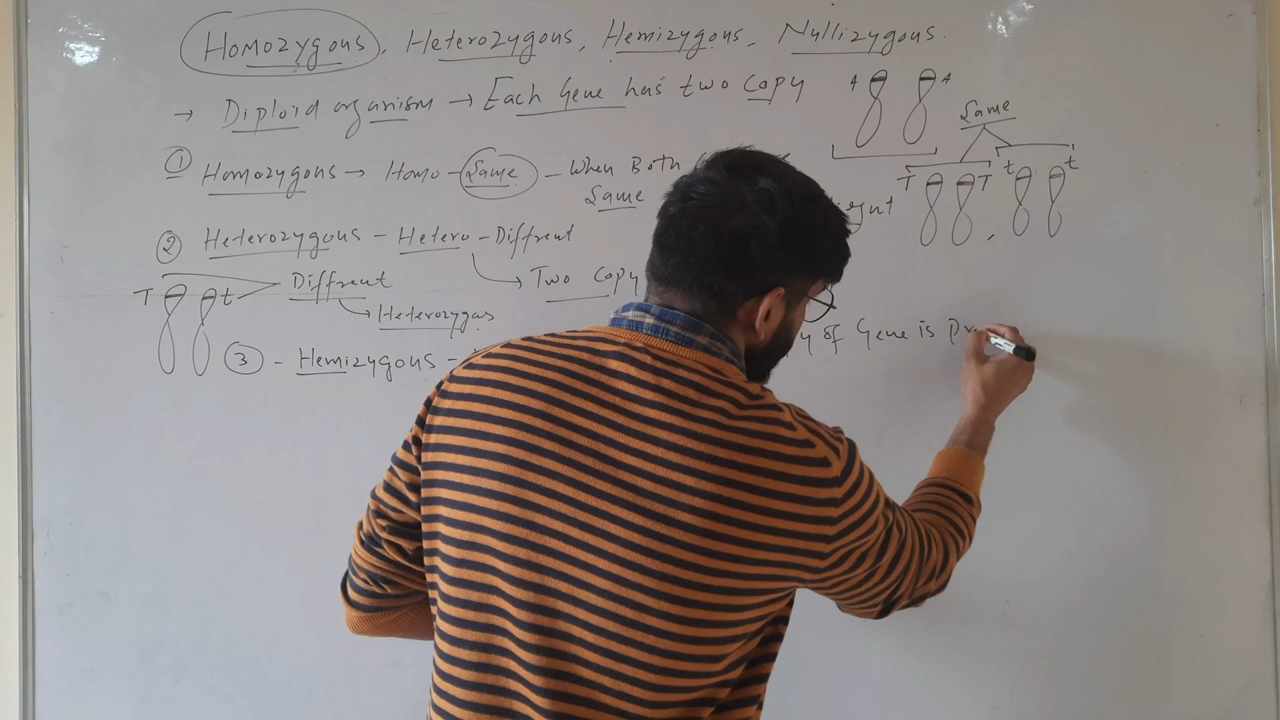 Homozygous, Heterozygous, Hemizygous, Nullizygous.
→ Diploid organism → Each Gene has two Copy
A A
Same
① Homozygous → Homo - Same - When Both
Same
T T, t t
② Heterozygous - Hetero - Diffrent
→ Two Copy
T t Diffrent
→ Heterozygas
③ - Hemizygous -
of Gene is